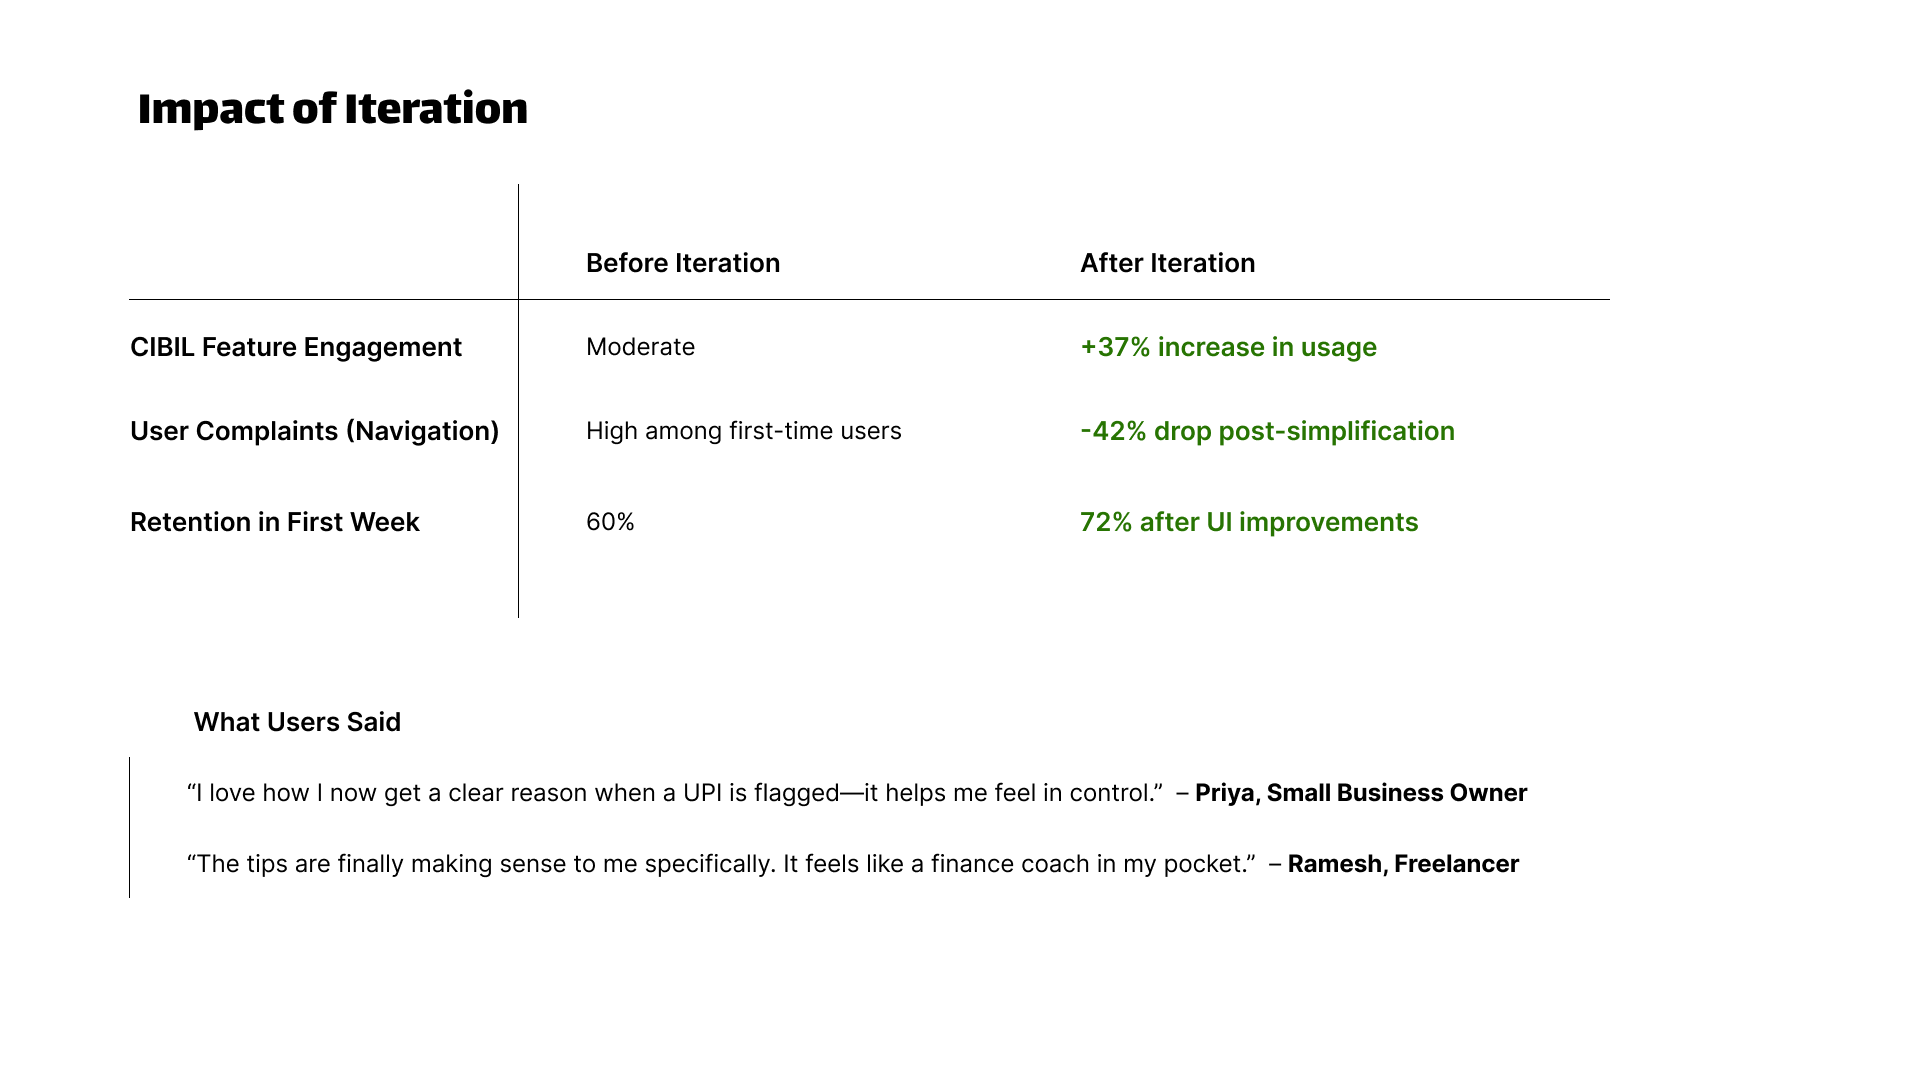 Impact of Iteration
Before Iteration After Iteration
CIBIL Feature Engagement Moderate +37% increase in usage
User Complaints (Navigation) High among first-time users -42% drop post-simplification
Retention in First Week 60% 72% after UI improvements
What Users Said
“I love how I now get a clear reason when a UPI is flagged—it helps me feel in control.” – Priya, Small Business Owner
“The tips are finally making sense to me specifically. It feels like a finance coach in my pocket.” – Ramesh, Freelancer